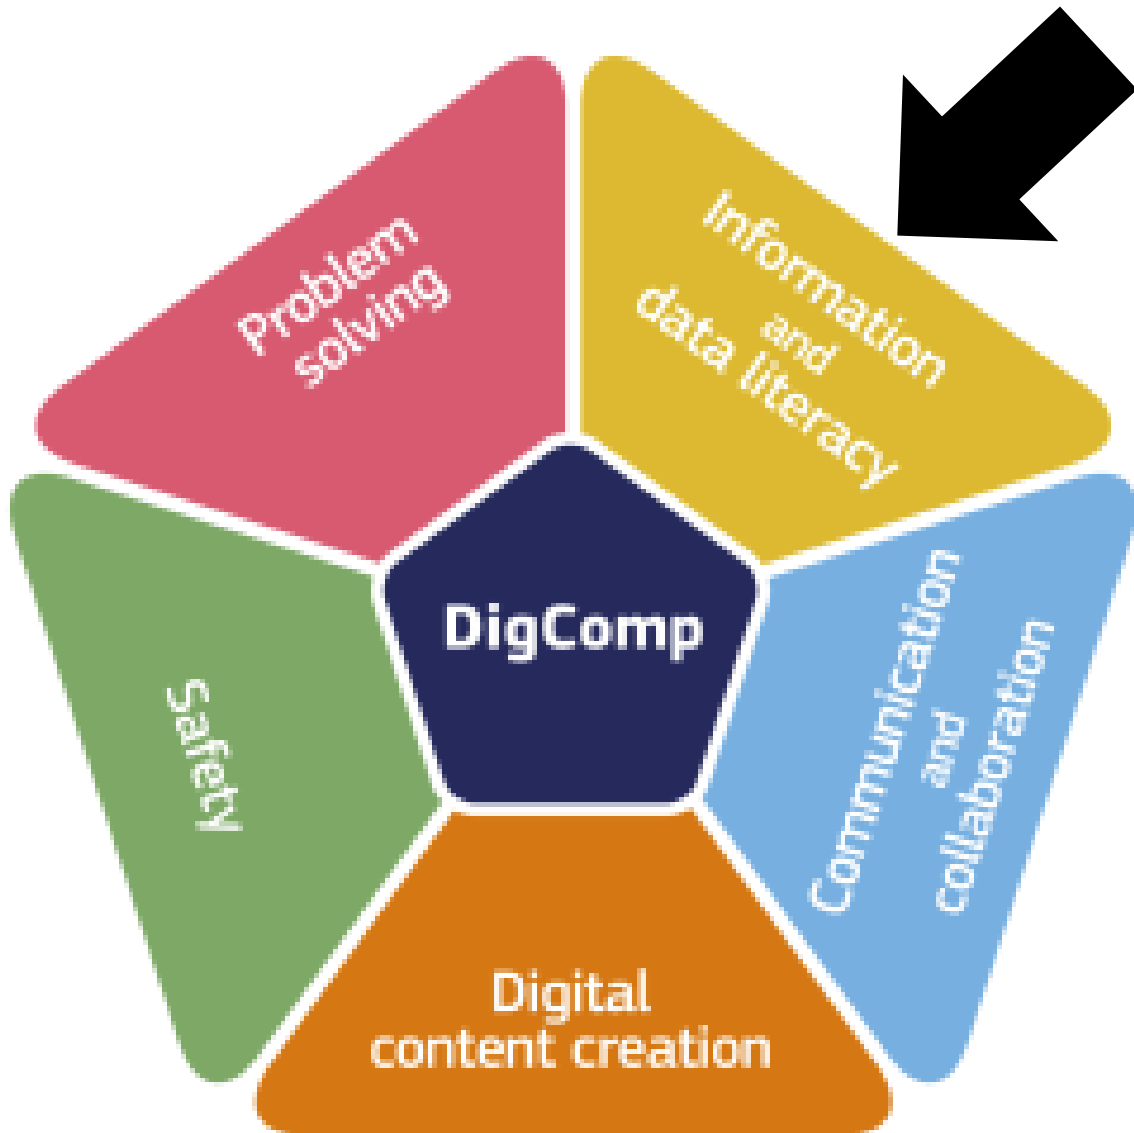 Problem
solving
Information
and
data literacy
DigComp
Safety
Communication
and
collaboration
Digital
content creation